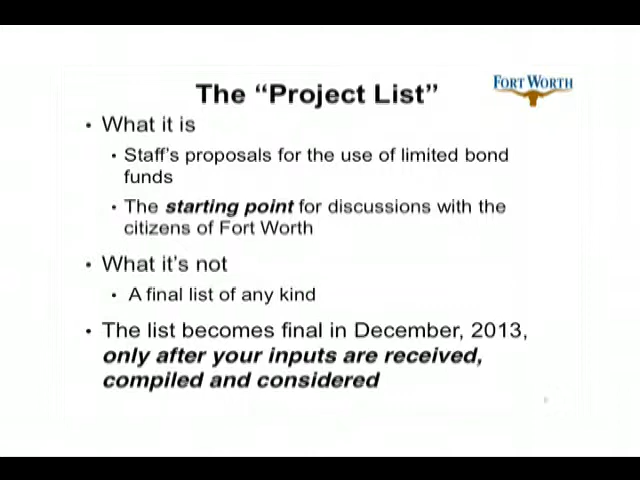 The “Project List”
FORT WORTH
• What it is
• Staff’s proposals for the use of limited bond
funds
• The starting point for discussions with the
citizens of Fort Worth
• What it’s not
• A final list of any kind
• The list becomes final in December, 2013,
only after your inputs are received,
compiled and considered